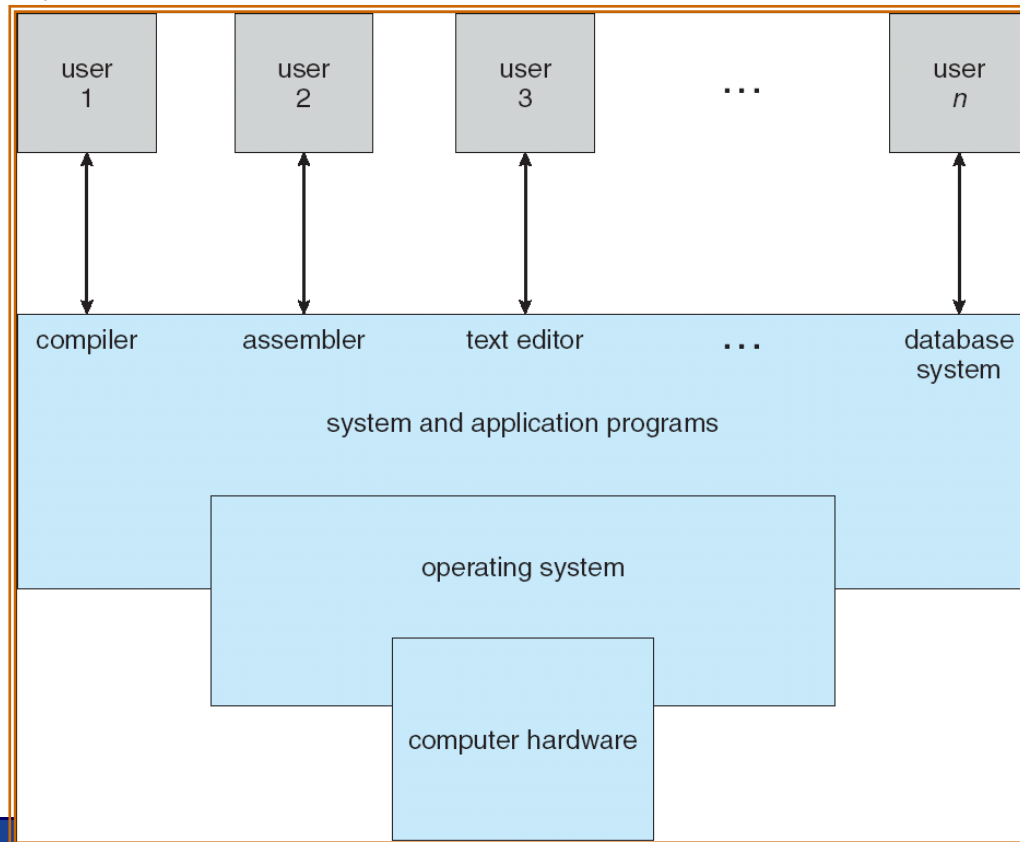 user
1
user
2
user
3
...
user
n
compiler
assembler
text editor
...
database
system
system and application programs
operating system
computer hardware